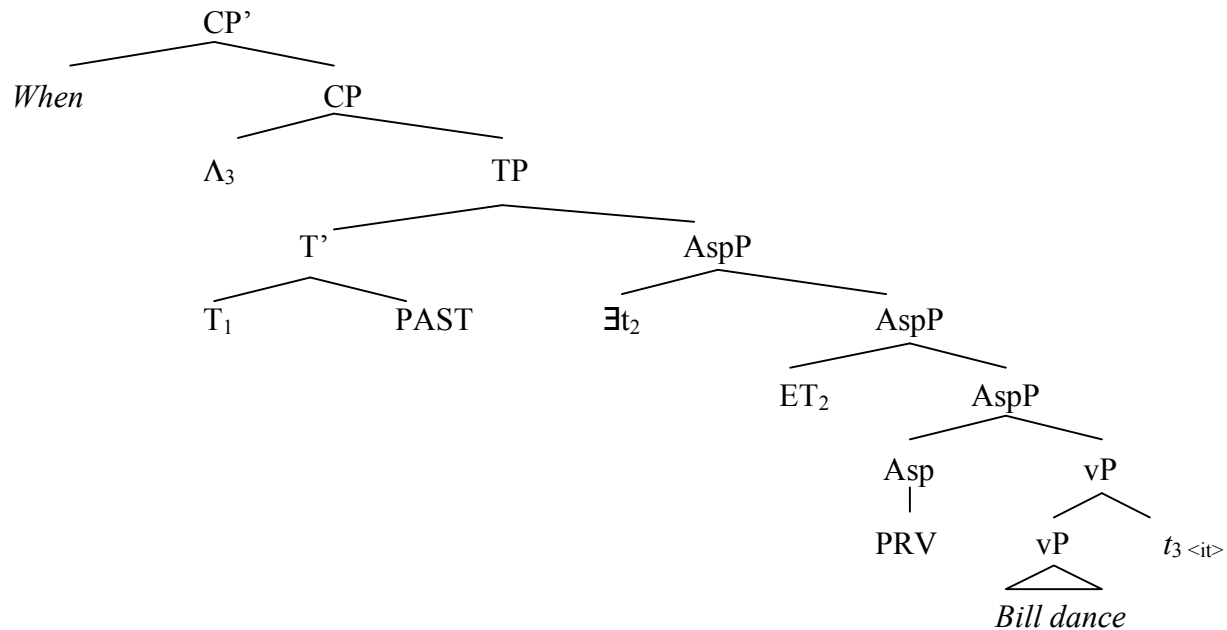 CP’
When CP
Λ₃ TP
T’ AspP
T₁ PAST ∃t₂ AspP
ET₂ AspP
Asp vP
PRV vP t₃ <it>
Bill dance